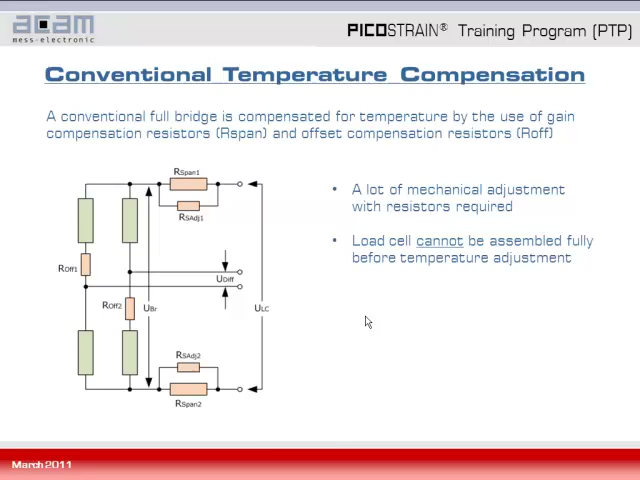 acam
mess-electronic
PICOSTRAIN® Training Program (PTP)
Conventional Temperature Compensation
A conventional full bridge is compensated for temperature by the use of gain
compensation resistors (Rspan) and offset compensation resistors (Roff)
• A lot of mechanical adjustment
with resistors required
• Load cell cannot be assembled fully
before temperature adjustment
RSpan1
RSAdj1
ROff1
UDiff
ROff2
UBr
ULC
RSAdj2
RSpan2
March 2011